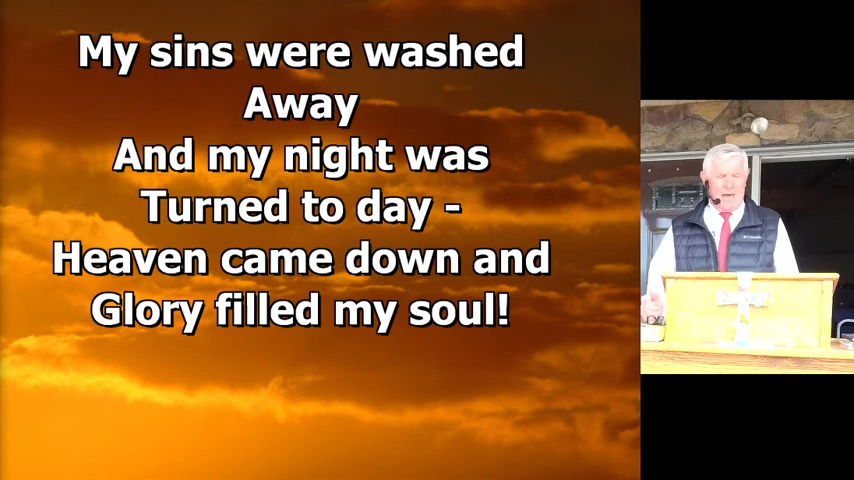 My sins were washed
Away
And my night was
Turned to day -
Heaven came down and
Glory filled my soul!